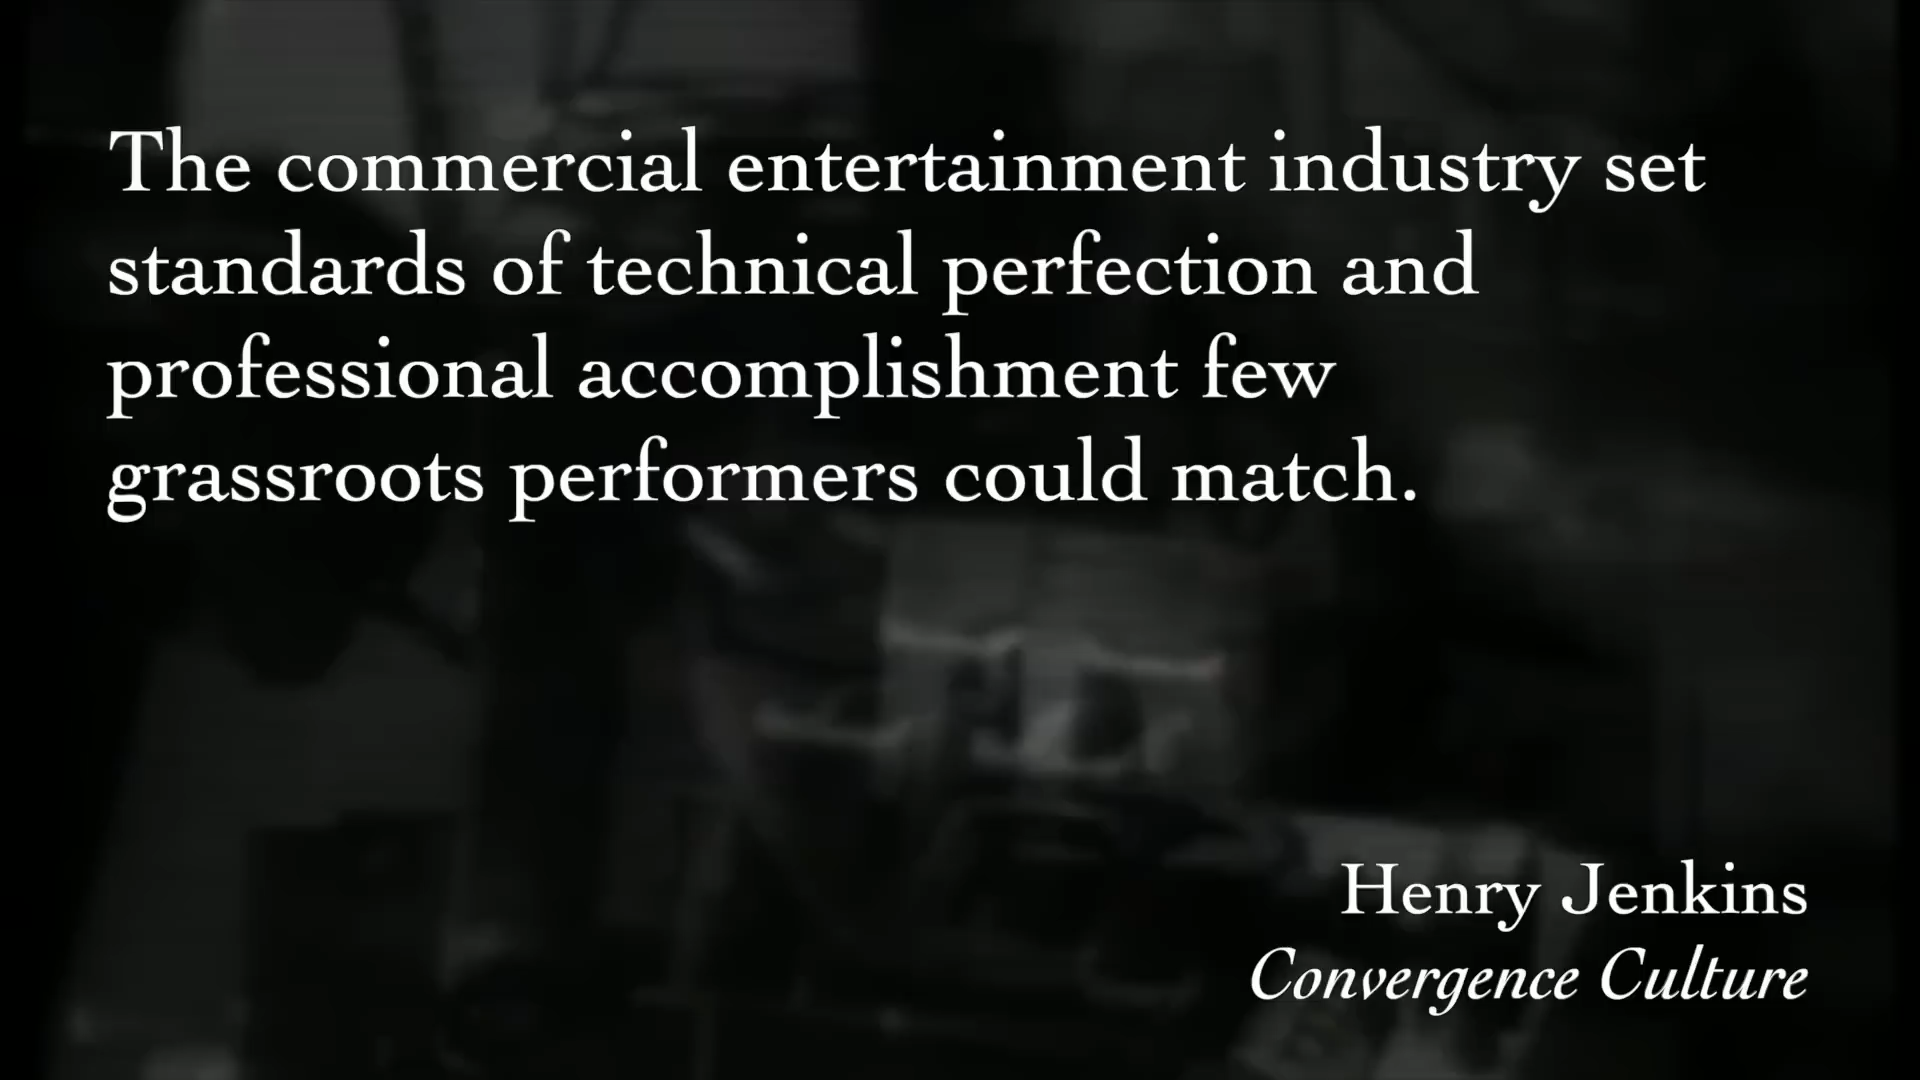 The commercial entertainment industry set
standards of technical perfection and
professional accomplishment few
grassroots performers could match.
Henry Jenkins
Convergence Culture